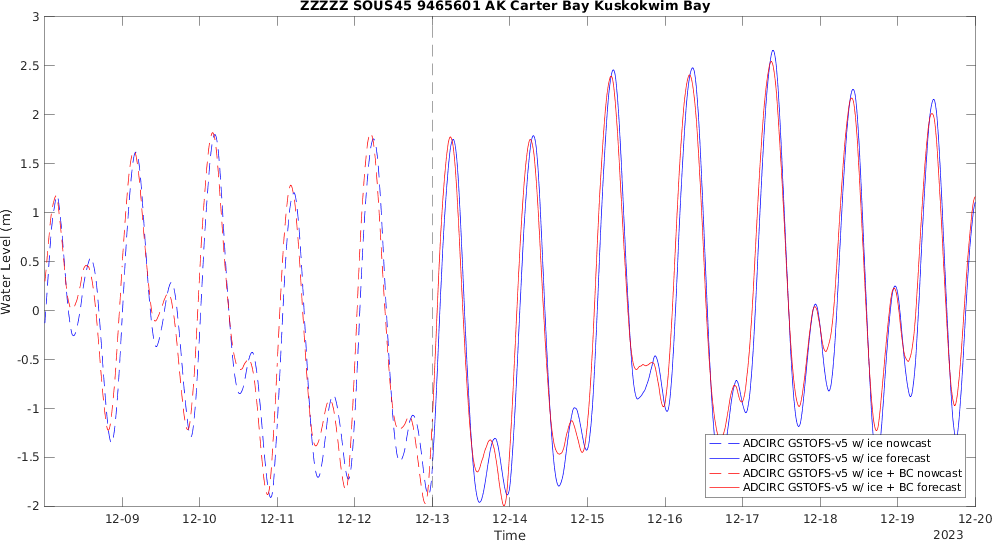 ZZZZZ SOUS45 9465601 AK Carter Bay Kuskokwim Bay
3
2.5
2
1.5
1
0.5
0
-0.5
-1
-1.5
-2
Water Level (m)
ADCIRC GSTOFS-v5 w/ ice nowcast
ADCIRC GSTOFS-v5 w/ ice forecast
ADCIRC GSTOFS-v5 w/ ice + BC nowcast
ADCIRC GSTOFS-v5 w/ ice + BC forecast
12-09 12-10 12-11 12-12 12-13 12-14 12-15 12-16 12-17 12-18 12-19 12-20
Time
2023